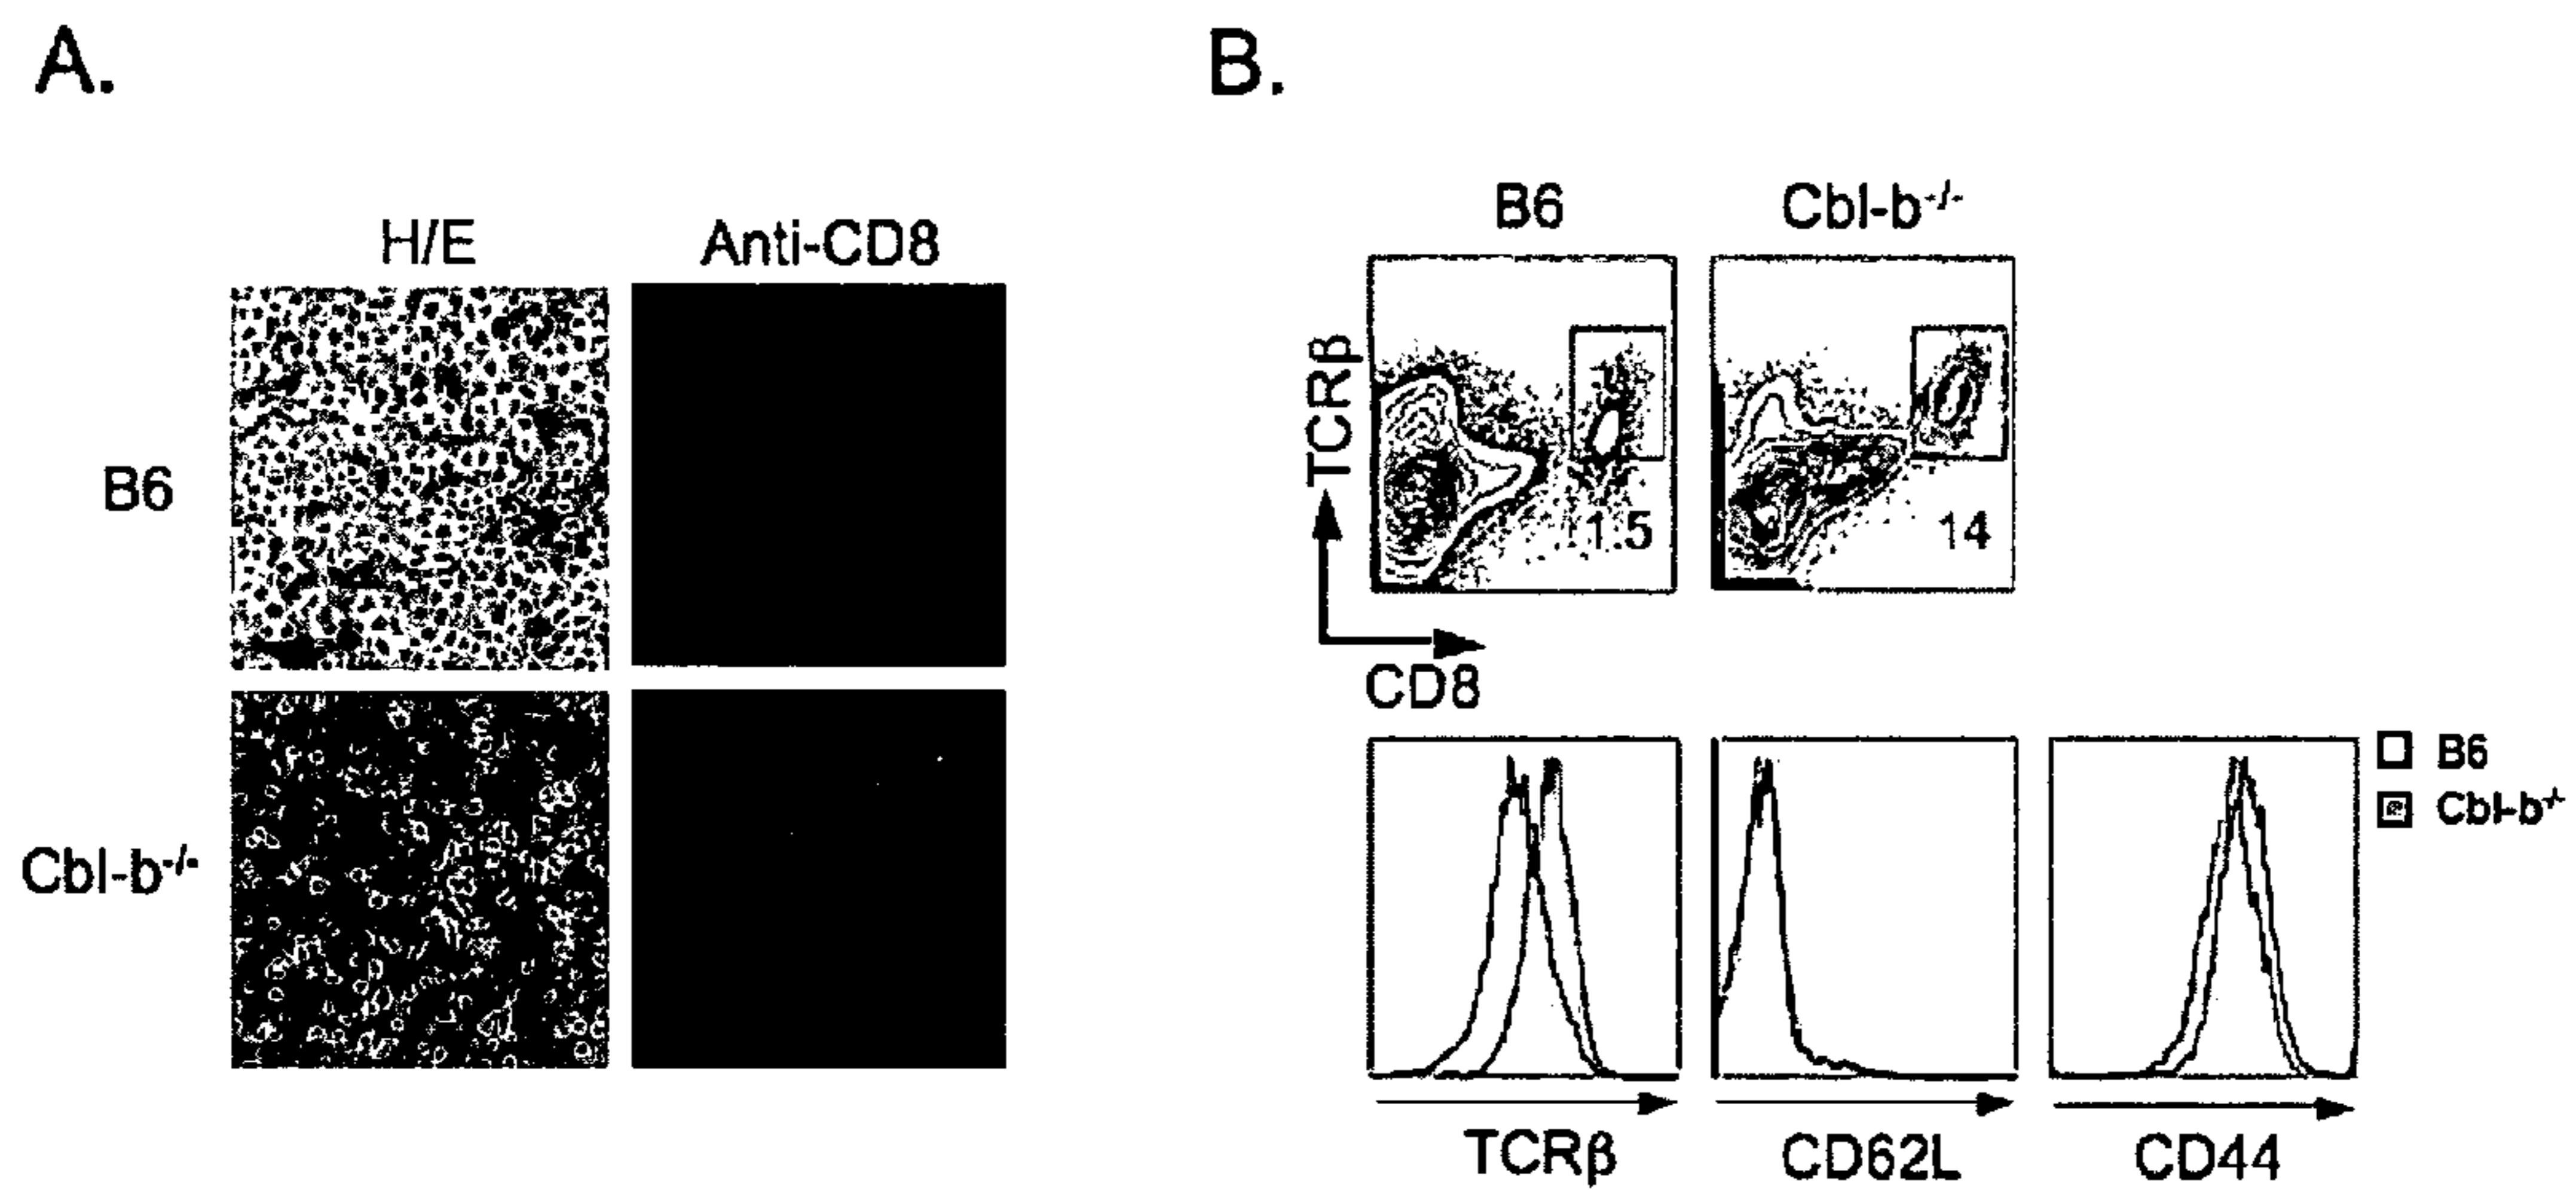 A.
B.
H/E
Anti-CD8
B6
Cbl-b-/-
B6
Cbl-b-/-
TCRβ
1.5
14
CD8
B6
Cbl-b-/-
TCRβ
CD62L
CD44